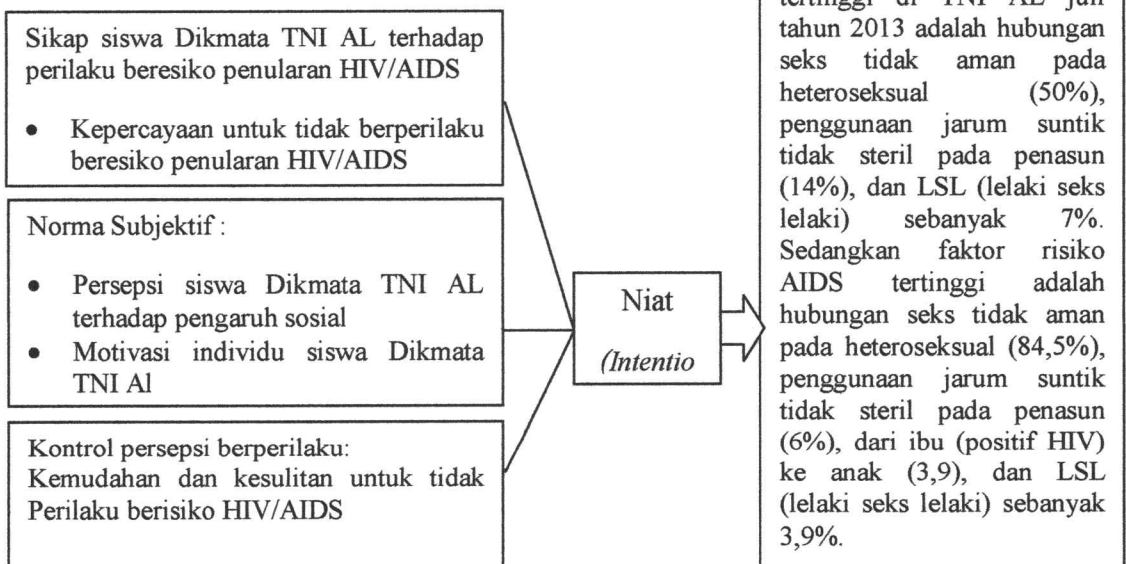 Sikap siswa Dikmata TNI AL terhadap
perilaku beresiko penularan HIV/AIDS
• Kepercayaan untuk tidak berperilaku
beresiko penularan HIV/AIDS
Norma Subjektif :
• Persepsi siswa Dikmata TNI AL
terhadap pengaruh sosial
• Motivasi individu siswa Dikmata
TNI Al
Kontrol persepsi berperilaku:
Kemudahan dan kesulitan untuk tidak
Perilaku berisiko HIV/AIDS
Niat
(Intentio
tertinggi di TNI AL juli
tahun 2013 adalah hubungan
seks tidak aman pada
heteroseksual (50%),
penggunaan jarum suntik
tidak steril pada penasun
(14%), dan LSL (lelaki seks
lelaki) sebanyak 7%.
Sedangkan faktor risiko
AIDS tertinggi adalah
hubungan seks tidak aman
pada heteroseksual (84,5%),
penggunaan jarum suntik
tidak steril pada penasun
(6%), dari ibu (positif HIV)
ke anak (3,9), dan LSL
(lelaki seks lelaki) sebanyak
3,9%.